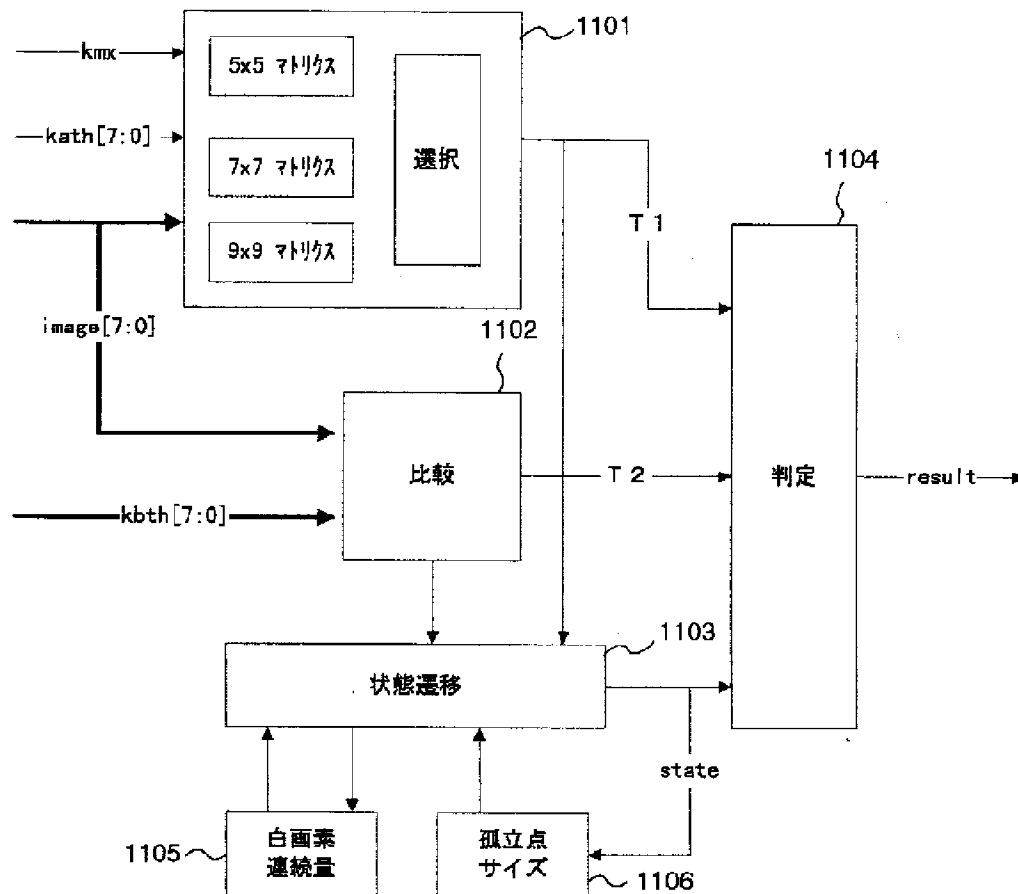 1101
kmx
5x5 マトリクス
kath[7:0]
7x7 マトリクス
選択
1104
T1
9x9 マトリクス
image[7:0]
1102
比較
T2
判定
result
kbth[7:0]
1103
状態遷移
state
1105
白画素
連続量
孤立点
サイズ
1106